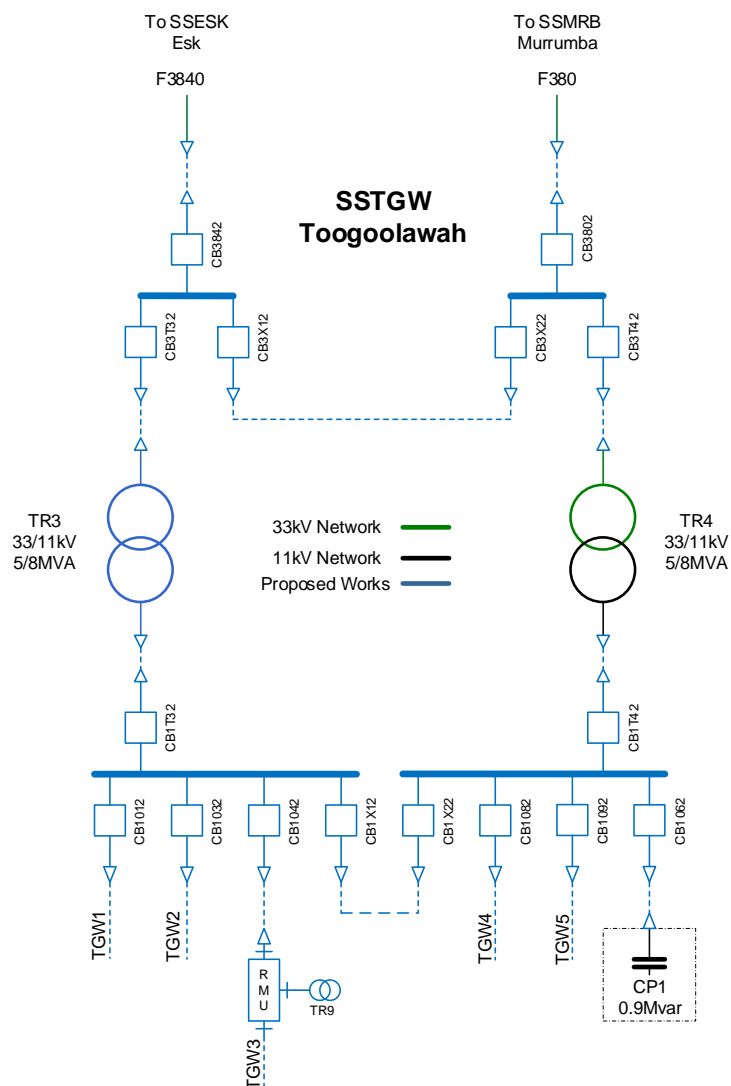 To SSESK
Esk
F3840
To SSMRB
Murrumba
F380
SSTGW
Toogoolawah
CB3842
CB3802
CB3T32
CB3X12
CB3X22
CB3T42
TR3
33/11kV
5/8MVA
33kV Network
11kV Network
Proposed Works
TR4
33/11kV
5/8MVA
CB1T32
CB1T42
CB1012
CB1032
CB1042
CB1X12
CB1X22
CB1082
CB1092
CB1062
TGW1
TGW2
TGW4
TGW5
R
M
U
TR9
TGW3
CP1
0.9Mvar